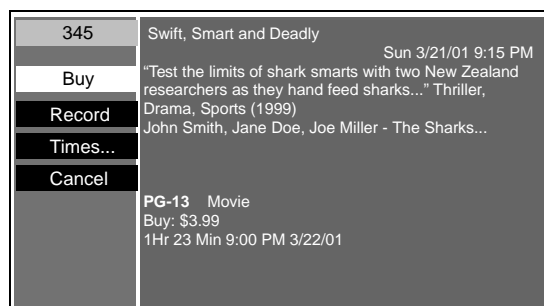 345
Swift, Smart and Deadly
Sun 3/21/01 9:15 PM
Buy
Record
Times...
Cancel
“Test the limits of shark smarts with two New Zealand
researchers as they hand feed sharks...” Thriller,
Drama, Sports (1999)
John Smith, Jane Doe, Joe Miller - The Sharks...
PG-13 Movie
Buy: $3.99
1Hr 23 Min 9:00 PM 3/22/01